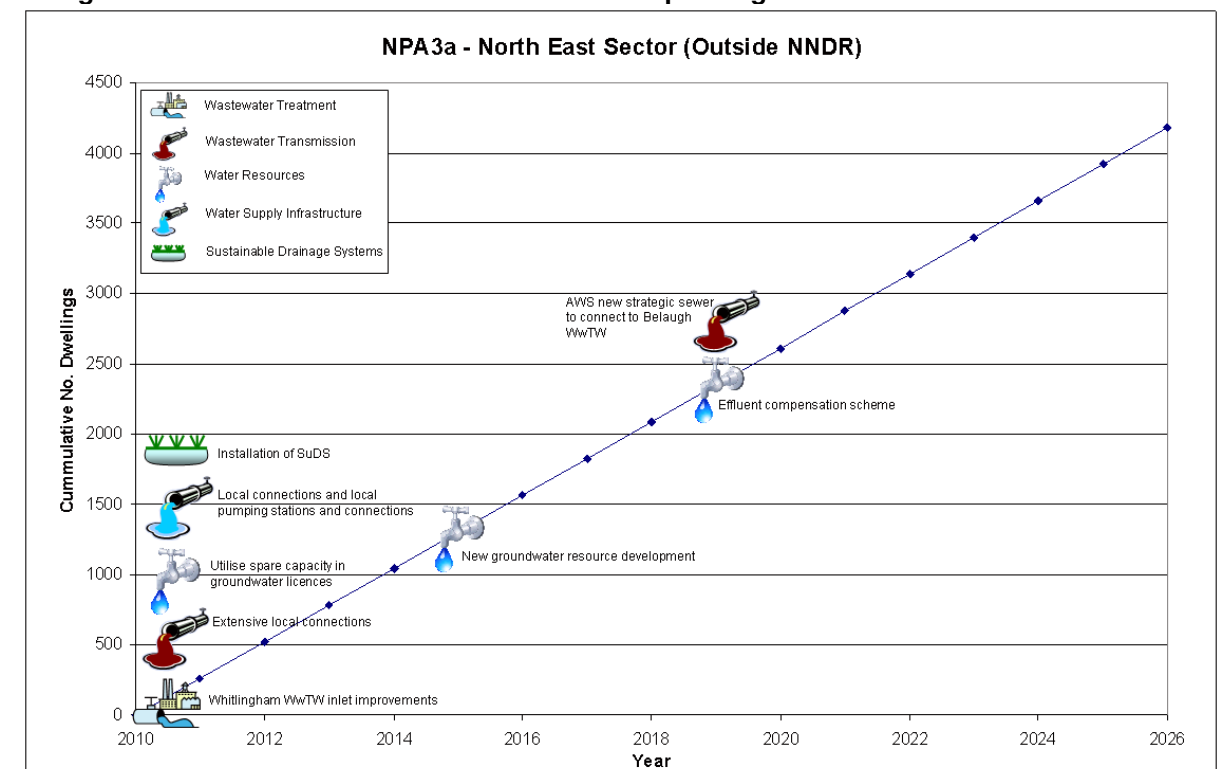 NPA3a - North East Sector (Outside NNDR)
Cummulative No. Dwellings
4500
4000
3500
3000
2500
2000
1500
1000
500
0
Wastewater Treatment
Wastewater Transmission
Water Resources
Water Supply Infrastructure
Sustainable Drainage Systems
AWS new strategic sewer
to connect to Belaugh
WwTW
Effluent compensation scheme
Installation of SuDS
Local connections and local
pumping stations and connections
New groundwater resource development
Utilise spare capacity in
groundwater licences
Extensive local connections
Whitlingham WwTW inlet improvements
2010 2012 2014 2016 2018 2020 2022 2024 2026
Year